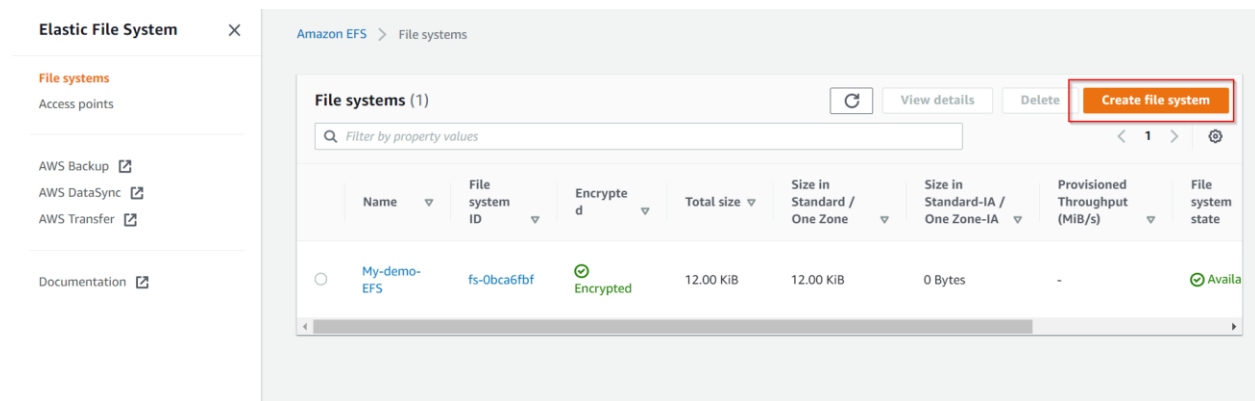 Elastic File System
File systems
Access points
AWS Backup
AWS DataSync
AWS Transfer
Documentation
Amazon EFS > File systems
File systems (1)
View details
Delete
Create file system
Filter by property values
< 1 >
Name
File
system
ID
Encrypte
d
Total size
Size in
Standard /
One Zone
Size in
Standard-IA /
One Zone-IA
Provisioned
Throughput
(MiB/s)
File
system
state
My-demo-
EFS
fs-0bca6fbf
Encrypted
12.00 KiB
12.00 KiB
0 Bytes
-
Availa